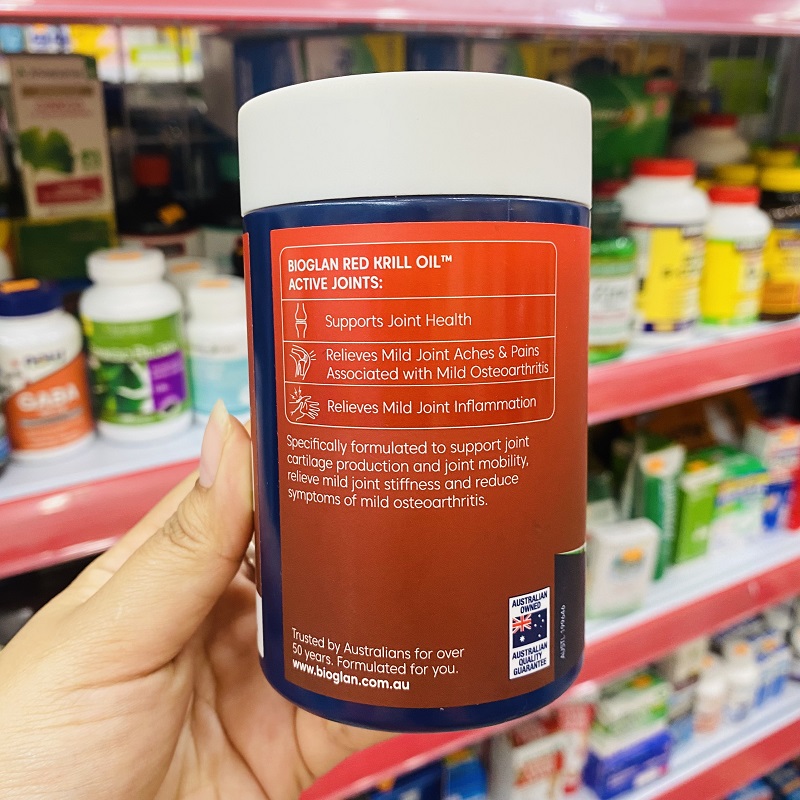 BIOGLAN RED KRILL OIL™
ACTIVE JOINTS:
Supports Joint Health
Relieves Mild Joint Aches & Pains
Associated with Mild Osteoarthritis
Relieves Mild Joint Inflammation
Specifically formulated to support joint
cartilage production and joint mobility,
relieve mild joint stiffness and reduce
symptoms of mild osteoarthritis.
Trusted by Australians for over
50 years. Formulated for you.
www.bioglan.com.au
AUSTRALIAN
OWNED
AUSTRALIAN
QUALITY
GUARANTEE
GABA